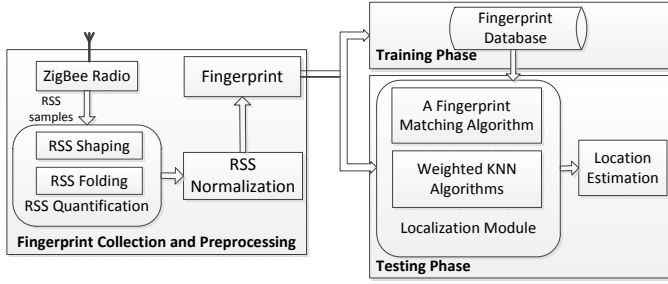 ZigBee Radio
RSS
samples
RSS Shaping
RSS Folding
RSS Quantification
RSS
Normalization
Fingerprint
Fingerprint Collection and Preprocessing
Fingerprint
Database
Training Phase
A Fingerprint
Matching Algorithm
Weighted KNN
Algorithms
Localization Module
Location
Estimation
Testing Phase